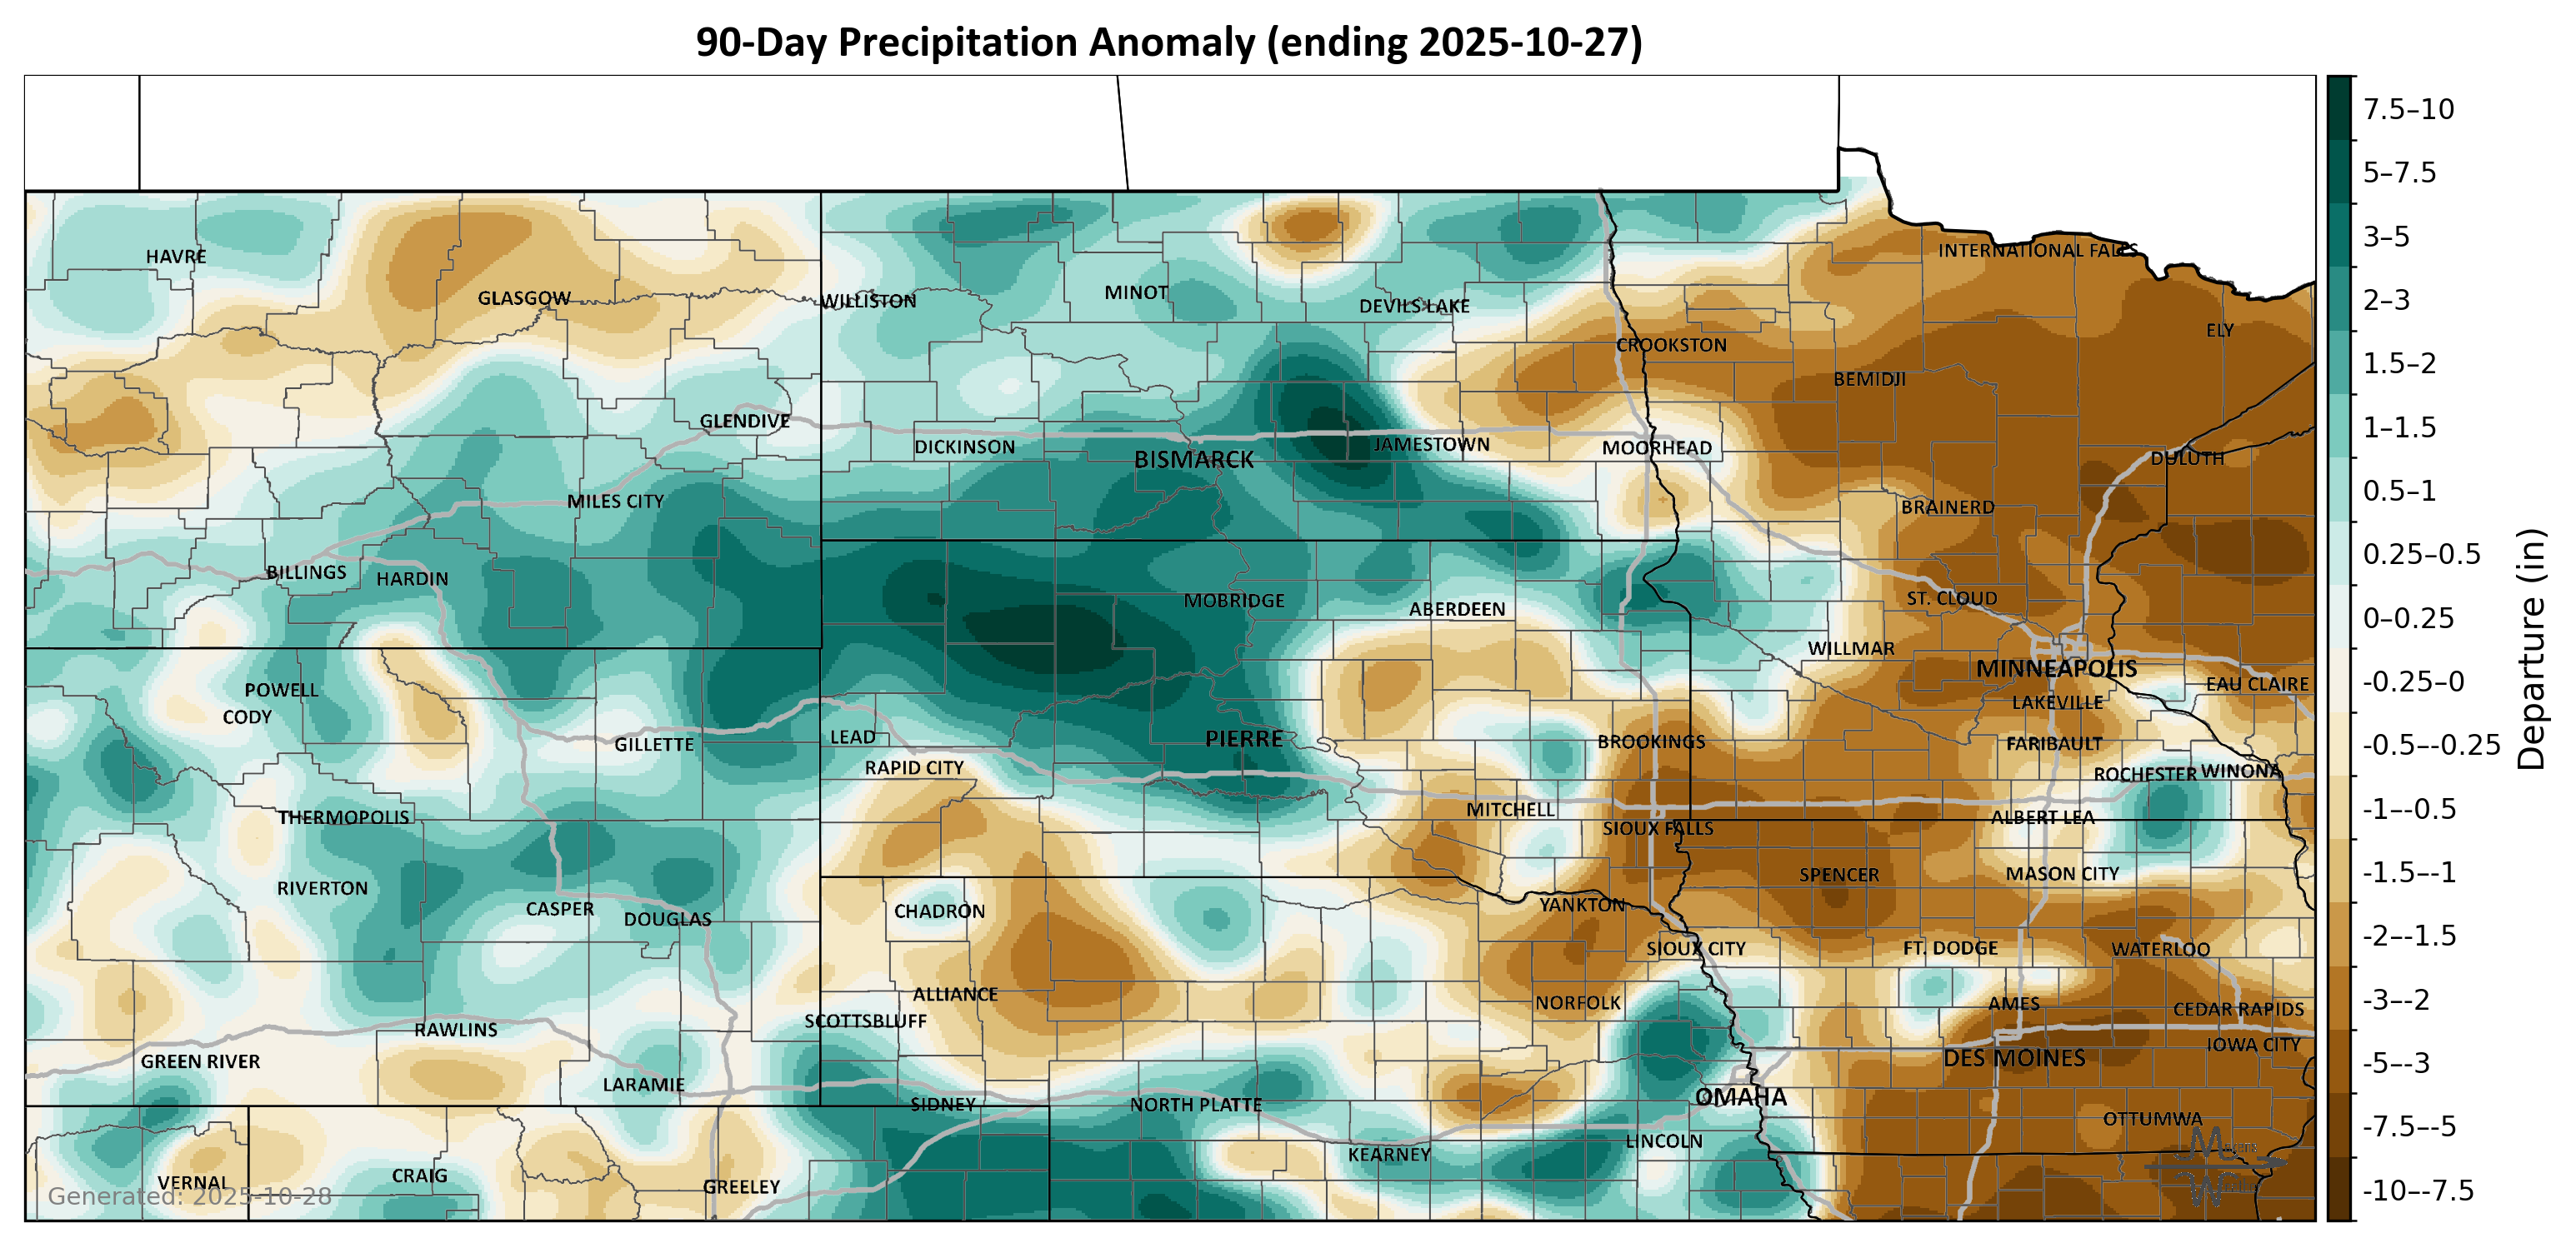 90-Day Precipitation Anomaly (ending 2025-10-27)
7.5–10
5–7.5
3–5
2–3
1.5–2
1–1.5
0.5–1
0.25–0.5
0–0.25
-0.25–0
-0.5–-0.25
-1–-0.5
-1.5–-1
-2–-1.5
-3–-2
-5–-3
-7.5–-5
-10–-7.5
Departure (in)
HAVRE
INTERNATIONAL FALLS
GLASGOW
WILLISTON
MINOT
DEVILS LAKE
ELY
CROOKSTON
BEMIDJI
GLENDIVE
DICKINSON
BISMARCK
JAMESTOWN
MOORHEAD
DULUTH
MILES CITY
BRAINERD
BILLINGS
HARDIN
MOBRIDGE
ABERDEEN
ST. CLOUD
WILLMAR
MINNEAPOLIS
POWELL
EAU CLAIRE
CODY
LAKEVILLE
GILLETTE
LEAD
PIERRE
BROOKINGS
FARIBAULT
RAPID CITY
ROCHESTER
WINONA
THERMOPOLIS
MITCHELL
SIOUX FALLS
ALBERT LEA
RIVERTON
SPENCER
MASON CITY
CASPER
DOUGLAS
CHADRON
YANKTON
SIOUX CITY
FT. DODGE
WATERLOO
ALLIANCE
NORFOLK
AMES
CEDAR RAPIDS
RAWLINS
SCOTTSBLUFF
IOWA CITY
GREEN RIVER
DES MOINES
LARAMIE
SIDNEY
NORTH PLATTE
OMAHA
OTTUMWA
LINCOLN
KEARNEY
VERNAL
CRAIG
GREELEY
Generated: 2025-10-28